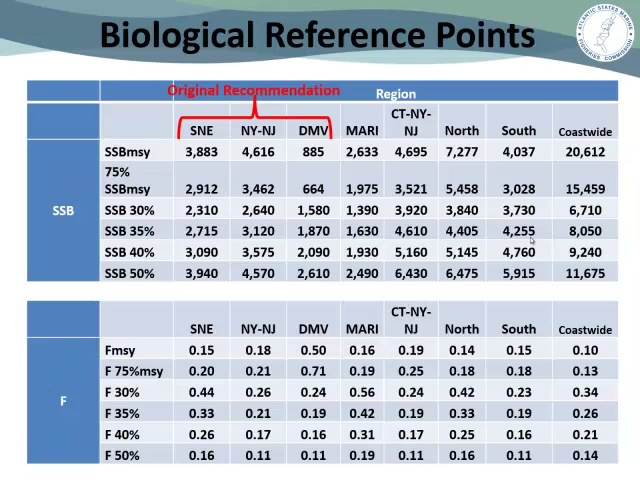 Biological Reference Points
ATLANTIC STATES MARINE FISHERIES COMMISSION
Original Recommendation
Region
SNE NY-NJ DMV MARI CT-NY-NJ North South Coastwide
SSB
SSBmsy 3,883 4,616 885 2,633 4,695 7,277 4,037 20,612
75% SSBmsy 2,912 3,462 664 1,975 3,521 5,458 3,028 15,459
SSB 30% 2,310 2,640 1,580 1,390 3,920 3,840 3,730 6,710
SSB 35% 2,715 3,120 1,870 1,630 4,610 4,405 4,255 8,050
SSB 40% 3,090 3,575 2,090 1,930 5,160 5,145 4,760 9,240
SSB 50% 3,940 4,570 2,610 2,490 6,430 6,475 5,915 11,675
SNE NY-NJ DMV MARI CT-NY-NJ North South Coastwide
F
Fmsy 0.15 0.18 0.50 0.16 0.19 0.14 0.15 0.10
F 75%msy 0.20 0.21 0.71 0.19 0.25 0.18 0.18 0.13
F 30% 0.44 0.26 0.24 0.56 0.24 0.42 0.23 0.34
F 35% 0.33 0.21 0.19 0.42 0.19 0.33 0.19 0.26
F 40% 0.26 0.17 0.16 0.31 0.17 0.25 0.16 0.21
F 50% 0.16 0.11 0.11 0.19 0.11 0.16 0.11 0.14